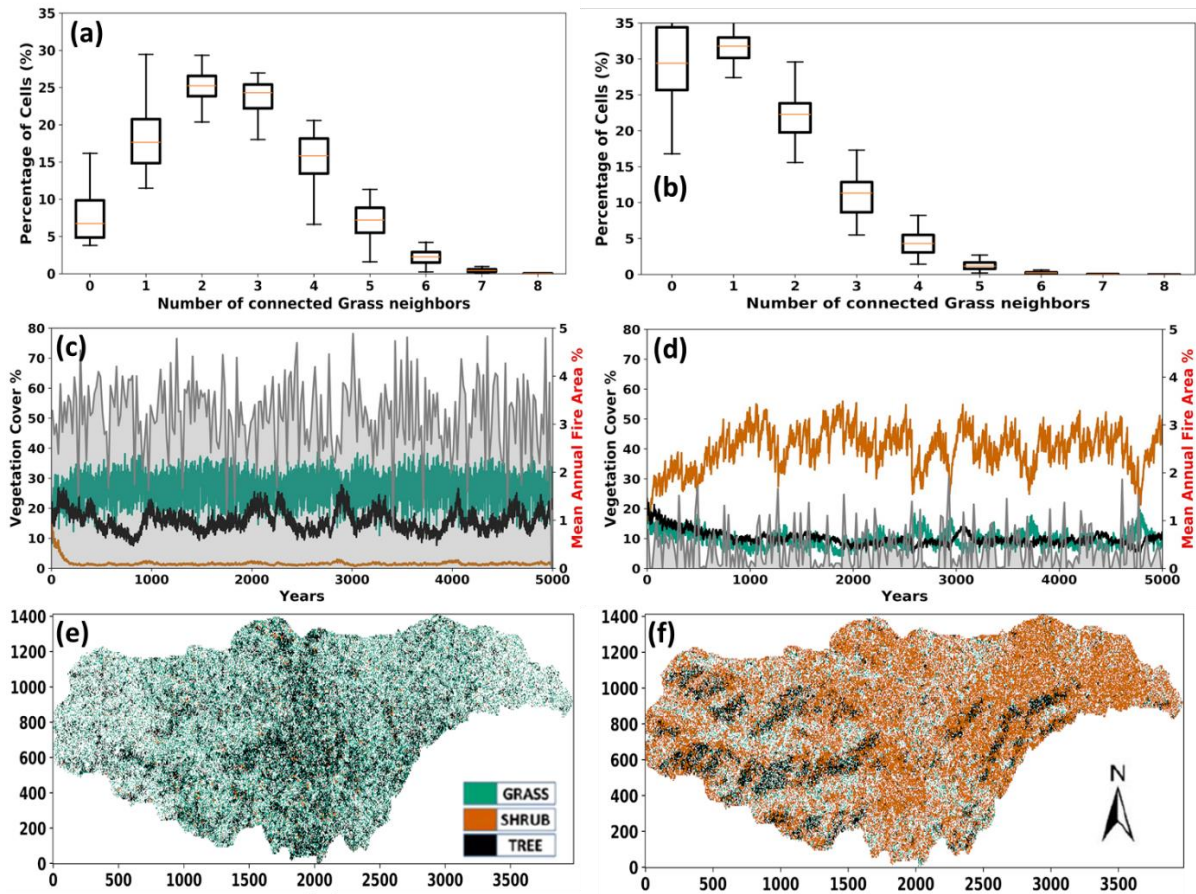 (a)
Percentage of Cells (%)
35
30
25
20
15
10
5
0
0 1 2 3 4 5 6 7 8
Number of connected Grass neighbors
(b)
Percentage of Cells (%)
35
30
25
20
15
10
5
0
0 1 2 3 4 5 6 7 8
Number of connected Grass neighbors
(c)
Vegetation Cover %
80
70
60
50
40
30
20
10
0
5
4
3
2
1
0
Mean Annual Fire Area %
0 1000 2000 3000 4000 5000
Years
(d)
Vegetation Cover %
80
70
60
50
40
30
20
10
0
5
4
3
2
1
0
Mean Annual Fire Area %
0 1000 2000 3000 4000 5000
Years
(e)
1400
1200
1000
800
600
400
200
0
0 500 1000 1500 2000 2500 3000 3500
GRASS
SHRUB
TREE
(f)
1400
1200
1000
800
600
400
200
0
0 500 1000 1500 2000 2500 3000 3500
N